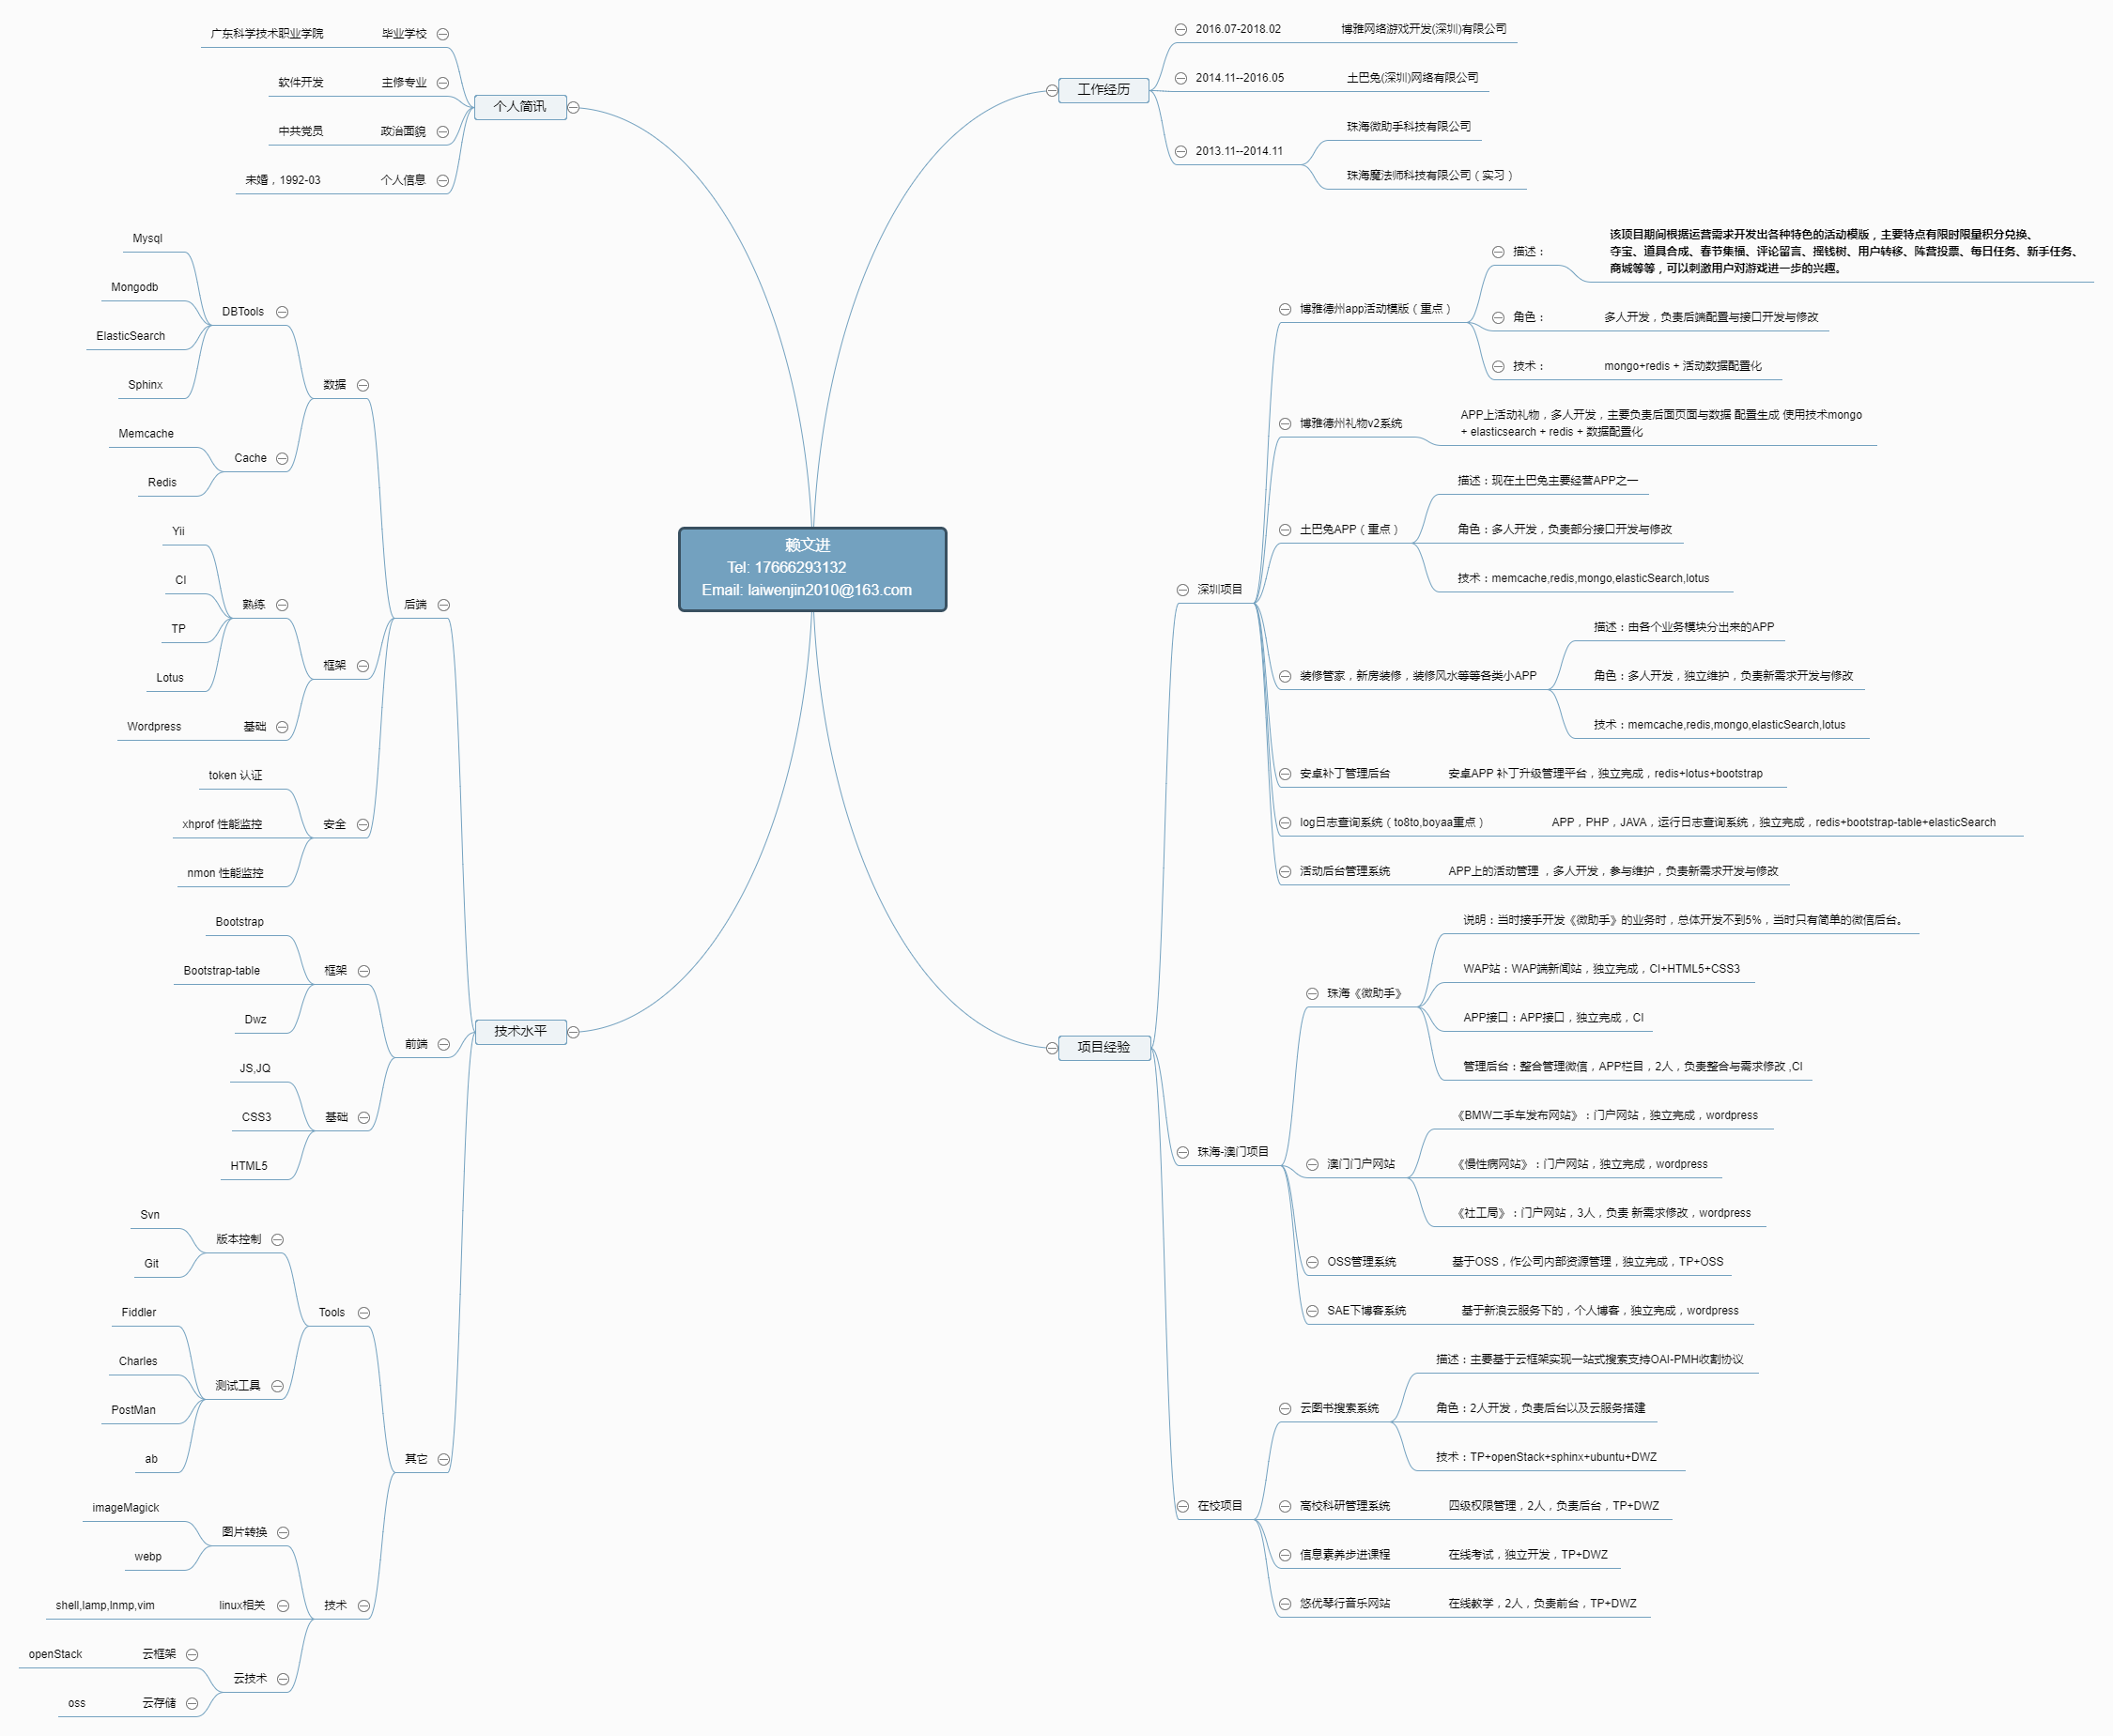 赖文进
Tel: 17666293132
Email: laiwenjin2010@163.com
个人简讯
毕业学校
广东科学技术职业学院
主修专业
软件开发
政治面貌
中共党员
个人信息
未婚，1992-03
技术水平
后端
数据
DBTools
Mysql
Mongodb
ElasticSearch
Sphinx
Cache
Memcache
Redis
框架
熟练
Yii
CI
TP
Lotus
基础
Wordpress
安全
token 认证
xhprof 性能监控
nmon 性能监控
前端
框架
Bootstrap
Bootstrap-table
Dwz
基础
JS,JQ
CSS3
HTML5
其它
Tools
版本控制
Svn
Git
测试工具
Fiddler
Charles
PostMan
ab
技术
图片转换
imageMagick
webp
linux相关
shell,lamp,lnmp,vim
云技术
云框架
openStack
云存储
oss
工作经历
2016.07-2018.02
博雅网络游戏开发(深圳)有限公司
2014.11--2016.05
土巴兔(深圳)网络有限公司
2013.11--2014.11
珠海微助手科技有限公司
珠海魔法师科技有限公司（实习）
项目经验
深圳项目
博雅德州app活动模版（重点）
描述：
该项目期间根据运营需求开发出各种特色的活动模版，主要特点有限时限量积分兑换、
夺宝、道具合成、春节集福、评论留言、摇钱树、用户转移、阵营投票、每日任务、新手任务、
商城等等，可以刺激用户对游戏进一步的兴趣。
角色：
多人开发，负责后端配置与接口开发与修改
技术：
mongo+redis + 活动数据配置化
博雅德州礼物v2系统
APP上活动礼物，多人开发，主要负责后面页面与数据 配置生成 使用技术mongo
+ elasticsearch + redis + 数据配置化
土巴兔APP（重点）
描述：现在土巴兔主要经营APP之一
角色：多人开发，负责部分接口开发与修改
技术：memcache,redis,mongo,elasticSearch,lotus
装修管家，新房装修，装修风水等等各类小APP
描述：由各个业务模块分出来的APP
角色：多人开发，独立维护，负责新需求开发与修改
技术：memcache,redis,mongo,elasticSearch,lotus
安卓补丁管理后台
安卓APP 补丁升级管理平台，独立完成，redis+lotus+bootstrap
log日志查询系统（to8to,boyaa重点）
APP，PHP，JAVA，运行日志查询系统，独立完成，redis+bootstrap-table+elasticSearch
活动后台管理系统
APP上的活动管理 ，多人开发，参与维护，负责新需求开发与修改
珠海-澳门项目
珠海《微助手》
说明：当时接手开发《微助手》的业务时，总体开发不到5%，当时只有简单的微信后台。
WAP站：WAP端新闻站，独立完成，CI+HTML5+CSS3
APP接口：APP接口，独立完成，CI
管理后台：整合管理微信，APP栏目，2人，负责整合与需求修改 ,CI
澳门门户网站
《BMW二手车发布网站》：门户网站，独立完成，wordpress
《慢性病网站》：门户网站，独立完成，wordpress
《社工局》：门户网站，3人，负责 新需求修改，wordpress
OSS管理系统
基于OSS，作公司内部资源管理，独立完成，TP+OSS
SAE下博客系统
基于新浪云服务下的，个人博客，独立完成，wordpress
在校项目
云图书搜索系统
描述：主要基于云框架实现一站式搜索支持OAI-PMH收割协议
角色：2人开发，负责后台以及云服务搭建
技术：TP+openStack+sphinx+ubuntu+DWZ
高校科研管理系统
四级权限管理，2人，负责后台，TP+DWZ
信息素养步进课程
在线考试，独立开发，TP+DWZ
悠优琴行音乐网站
在线教学，2人，负责前台，TP+DWZ